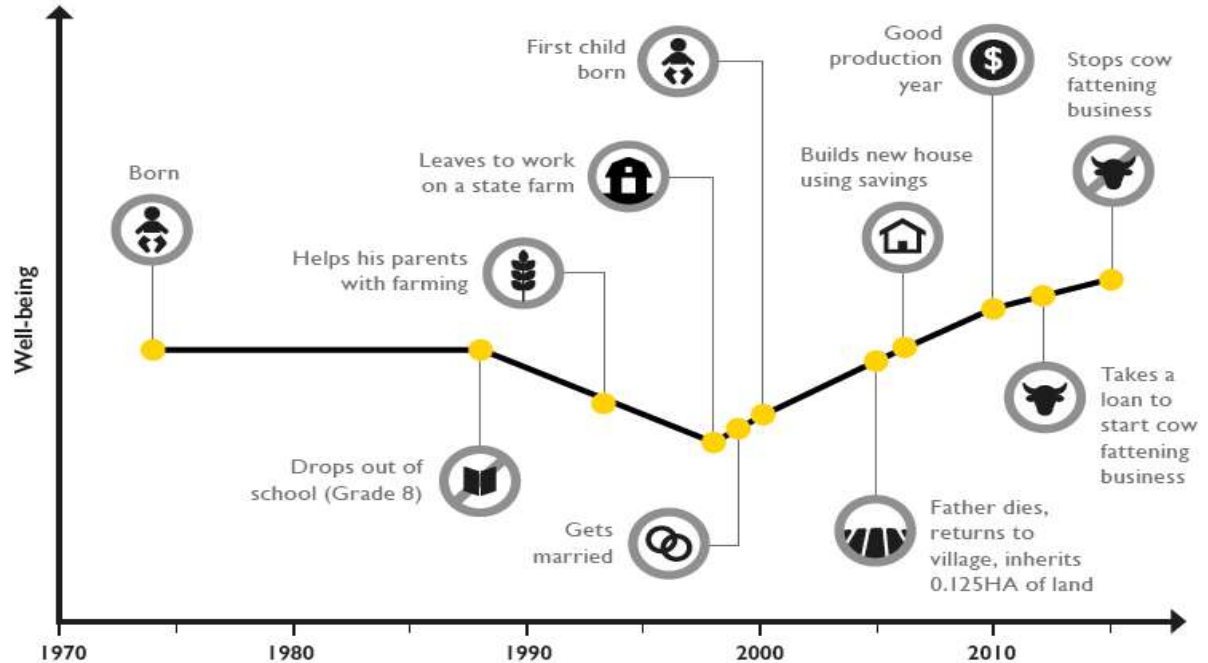 Born
First child
born
Good
production
year
Stops cow
fattening
business
Leaves to work
on a state farm
Builds new house
using savings
Helps his parents
with farming
$
Well-being
Drops out of
school (Grade 8)
Gets
married
Father dies,
returns to
village, inherits
0.125HA of land
Takes a
loan to
start cow
fattening
business
1970
1980
1990
2000
2010